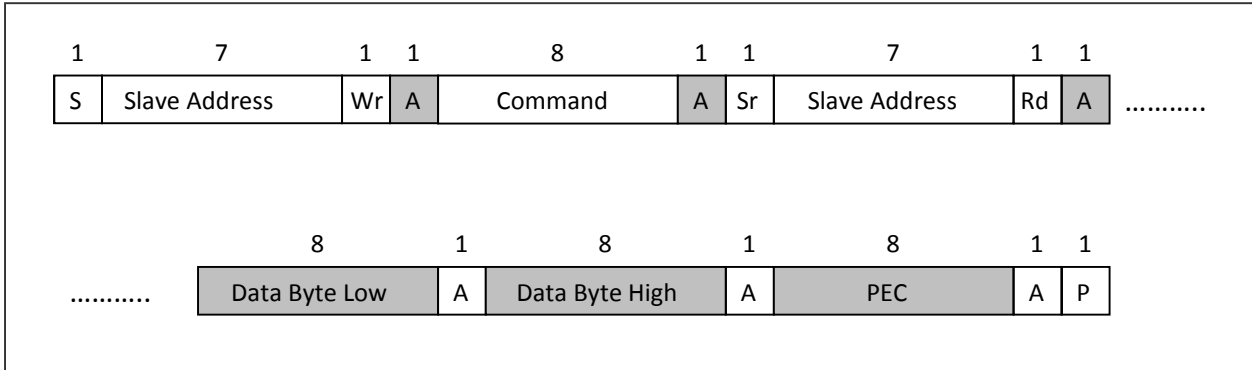 1 7 1 1 8 1 1 7 1 1
S Slave Address Wr A Command A Sr Slave Address Rd A ………..
8 1 8 1 8 1 1
……….. Data Byte Low A Data Byte High A PEC A P